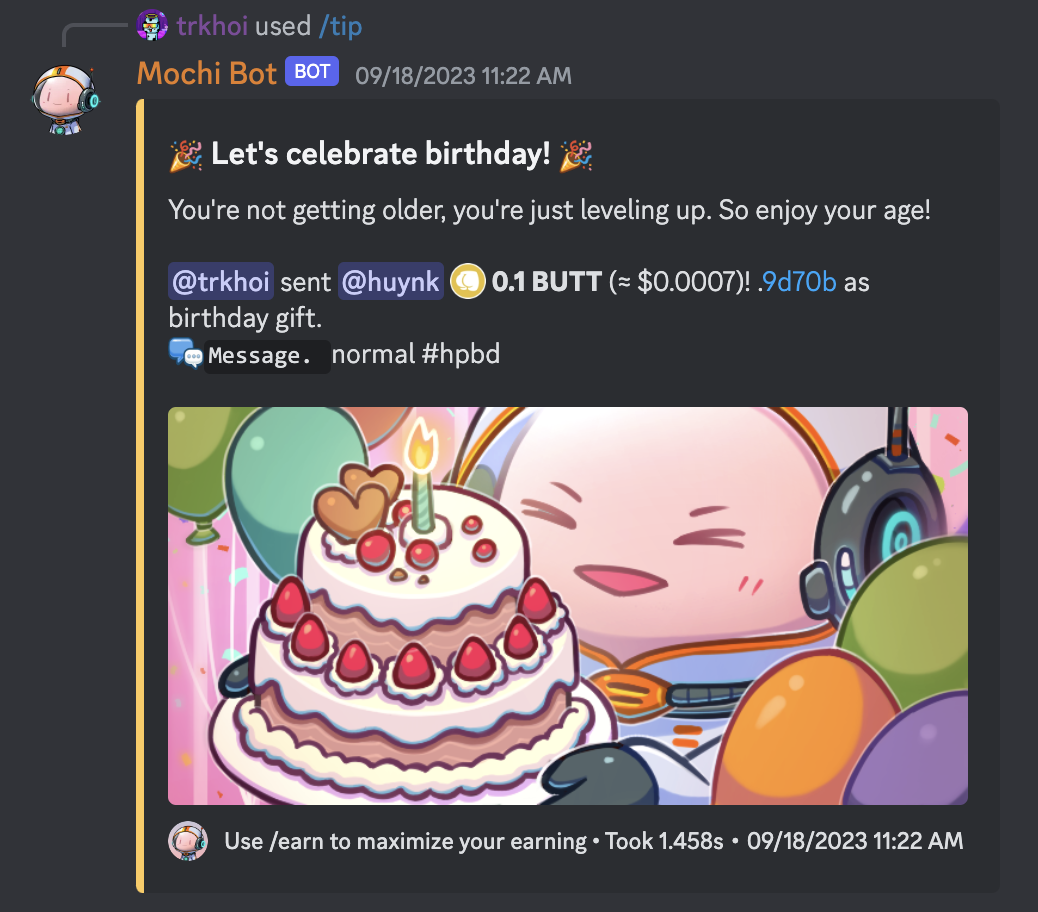 trkhoi used /tip
Mochi Bot BOT 09/18/2023 11:22 AM
🎉 Let's celebrate birthday! 🎉
You're not getting older, you're just leveling up. So enjoy your age!
@trkhoi sent @huynk 0.1 BUTT (≈ $0.0007)! .9d70b as
birthday gift.
Message. normal #hpbd
Use /earn to maximize your earning • Took 1.458s • 09/18/2023 11:22 AM